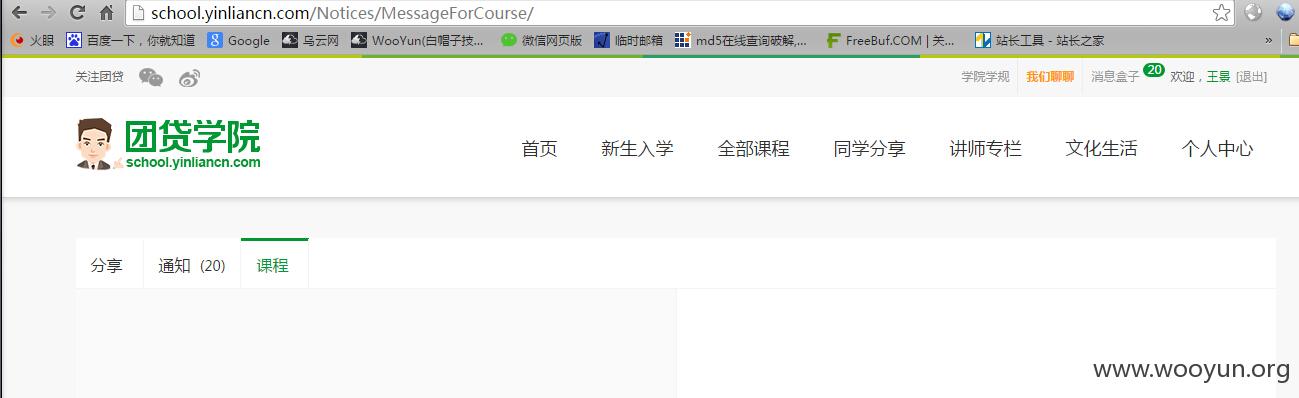 school.yinliancn.com/Notices/MessageForCourse/
火眼 百度一下，你就知道 Google 乌云网 WooYun(白帽子技... 微信网页版 临时邮箱 md5在线查询破解,... FreeBuf.COM | 关... 站长工具 - 站长之家 »
关注团贷 学院学规 我们聊聊 消息盒子 20 欢迎，王景 [退出]
团贷学院
school.yinliancn.com
首页 新生入学 全部课程 同学分享 讲师专栏 文化生活 个人中心
分享 通知 (20) 课程
www.wooyun.org